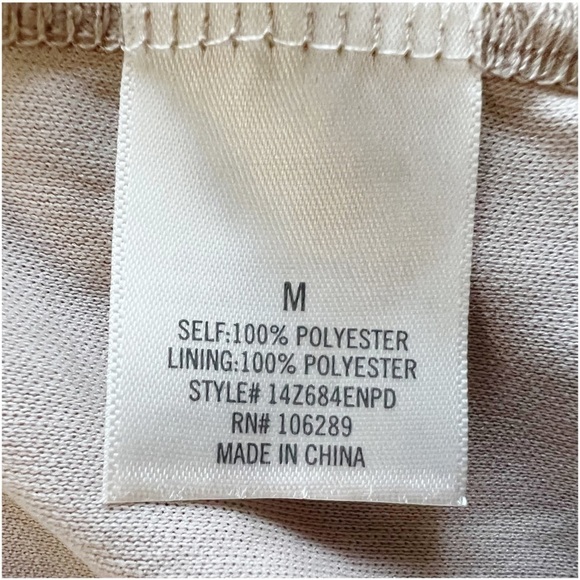 M
SELF:100% POLYESTER
LINING:100% POLYESTER
STYLE# 14Z684ENPD
RN# 106289
MADE IN CHINA